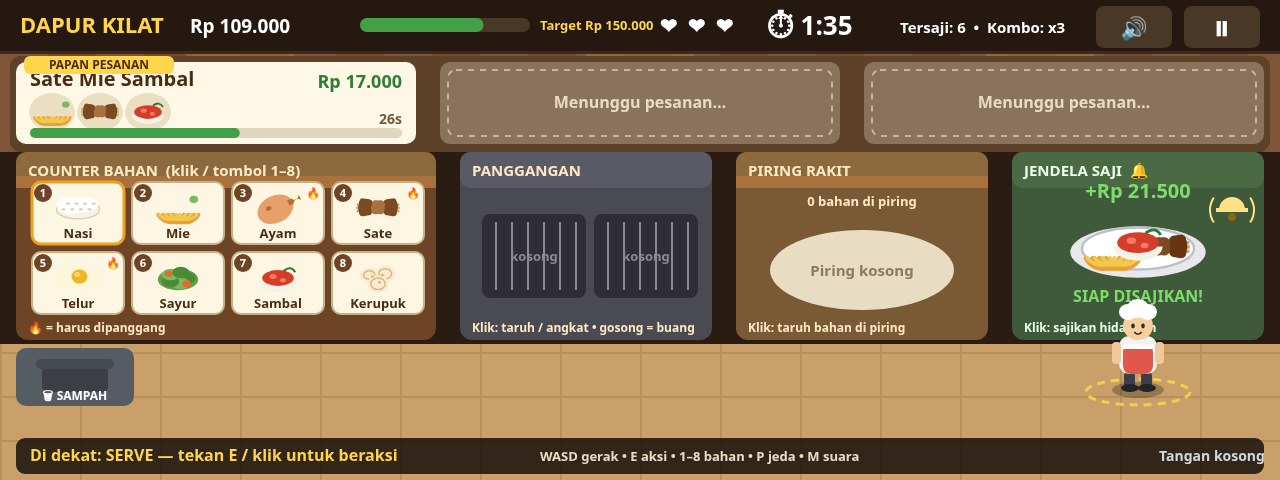 DAPUR KILAT
Rp 109.000
Target Rp 150.000
1:35
Tersaji: 6 • Kombo: x3
PAPAN PESANAN
Sate Mie Sambal
Rp 17.000
26s
Menunggu pesanan...
Menunggu pesanan...
COUNTER BAHAN (klik / tombol 1–8)
1 Nasi
2 Mie
3 Ayam
4 Sate
5 Telur
6 Sayur
7 Sambal
8 Kerupuk
🔥 = harus dipanggang
PANGGANGAN
kosong
kosong
Klik: taruh / angkat • gosong = buang
PIRING RAKIT
0 bahan di piring
Piring kosong
Klik: taruh bahan di piring
JENDELA SAJI 🔔
+Rp 21.500
SIAP DISAJIKAN!
Klik: sajikan
SAMPAH
Di dekat: SERVE — tekan E / klik untuk beraksi
WASD gerak • E aksi • 1–8 bahan • P jeda • M suara
Tangan kosong